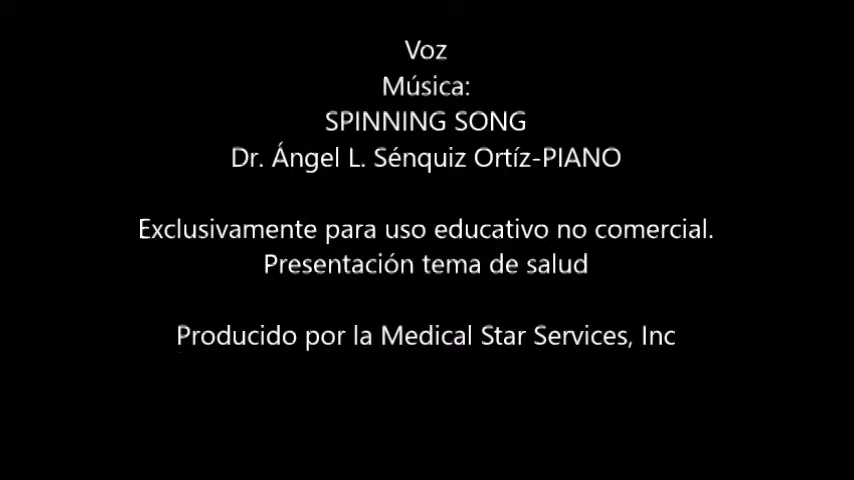 Voz
Música:
SPINNING SONG
Dr. Ángel L. Sénquiz Ortíz-PIANO
Exclusivamente para uso educativo no comercial.
Presentación tema de salud
Producido por la Medical Star Services, Inc